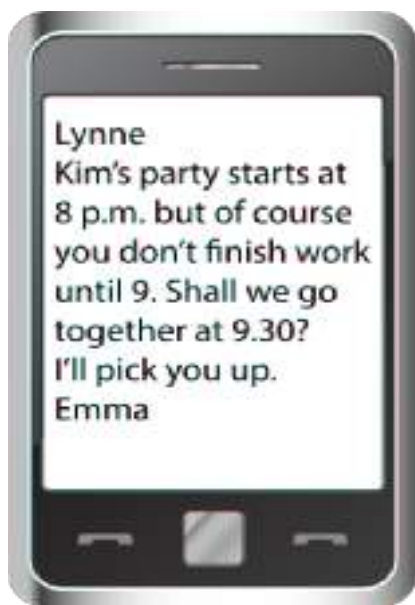 Lynne
Kim's party starts at
8 p.m. but of course
you don't finish work
until 9. Shall we go
together at 9.30?
I'll pick you up.
Emma